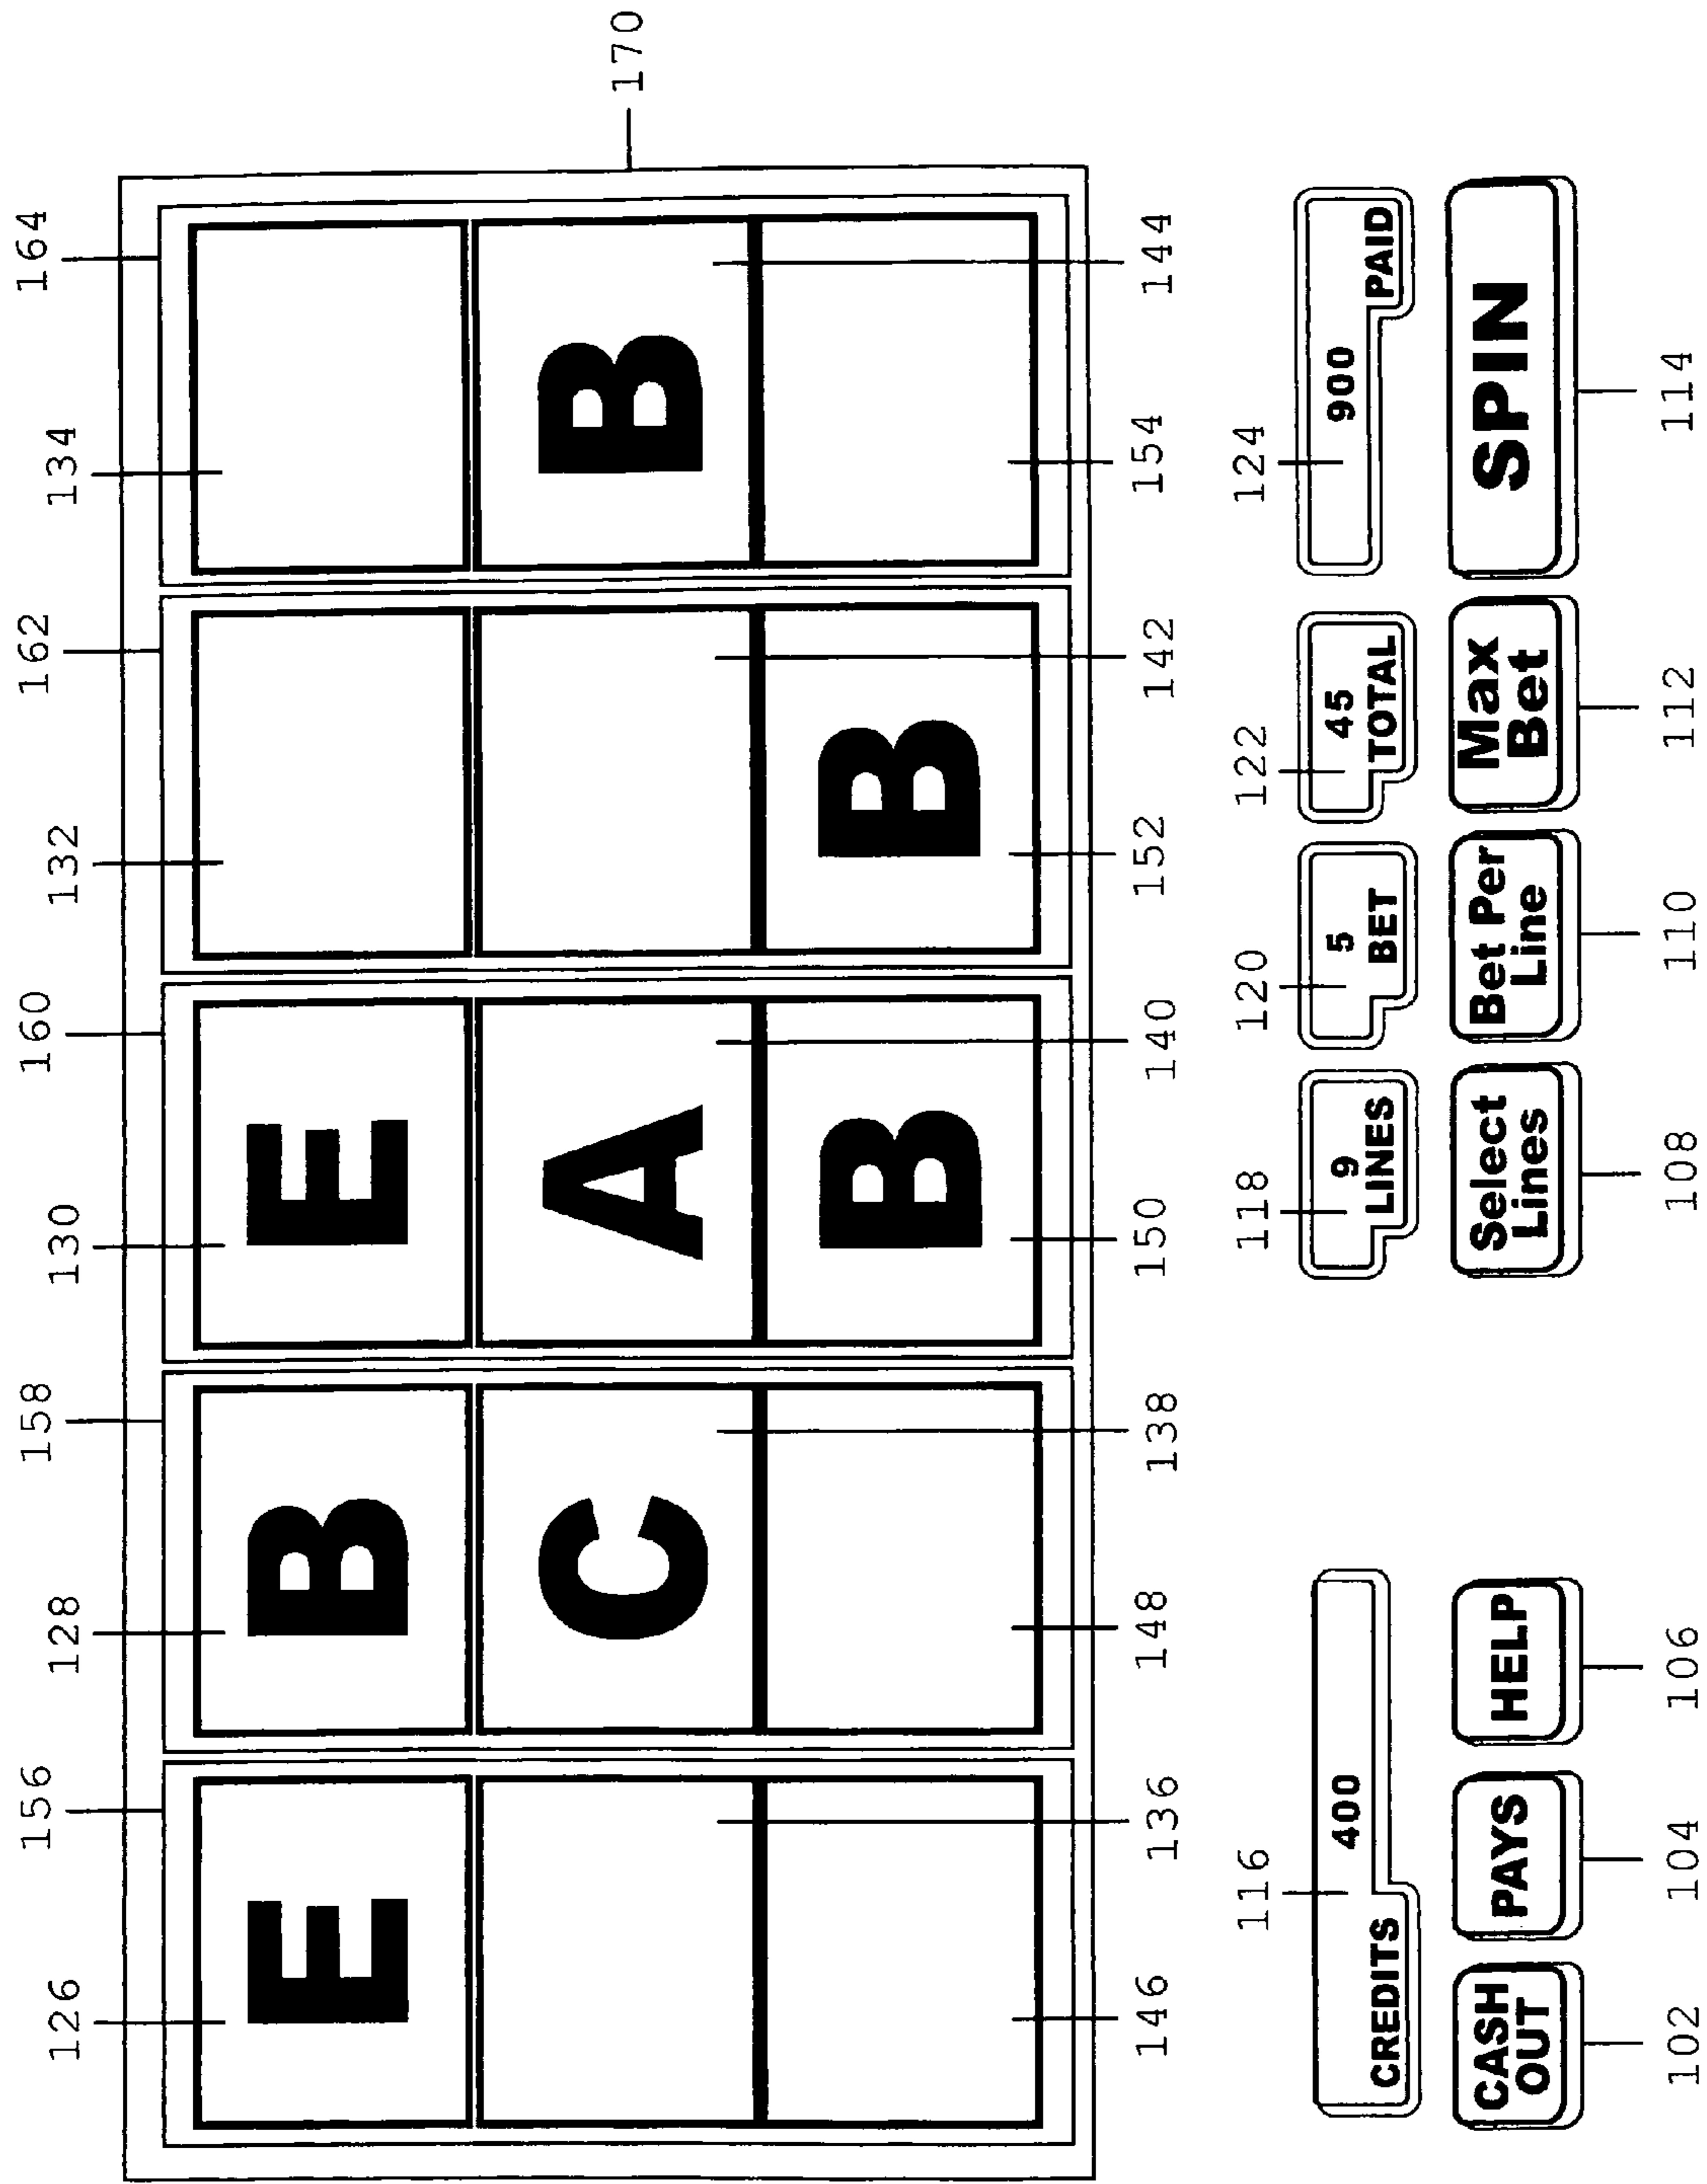 156 158 160 162 164
126 128 130 132 134
170
E B E
C A B
B B
146 136 148 138 150 140 152 142 154 144
116 118 120 122 124
400 9 5 45 900
CREDITS LINES BET TOTAL PAID
CASH OUT
PAYS
HELP
Select Lines
Bet Per Line
Max Bet
SPIN
102 104 106 108 110 112 114